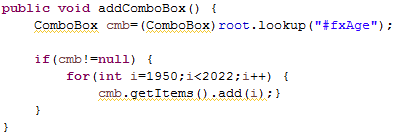 public void addComboBox() {
ComboBox cmb=(ComboBox)root.lookup("#fxAge");
if(cmb!=null) {
for(int i=1950;i<2022;i++) {
cmb.getItems().add(i);}
}
}